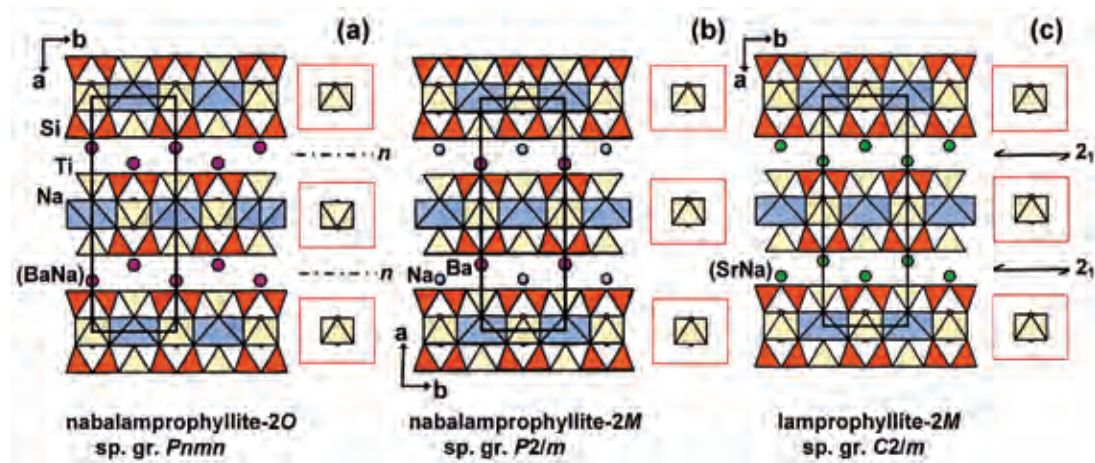 (a)
b
a
Si
Ti
Na
(BaNa)
n
n
nabalamprophyllite-2O
sp. gr. Pnmn
(b)
Na
Ba
a
b
nabalamprophyllite-2M
sp. gr. P2/m
(c)
b
a
(SrNa)
2₁
2₁
lamprophyllite-2M
sp. gr. C2/m